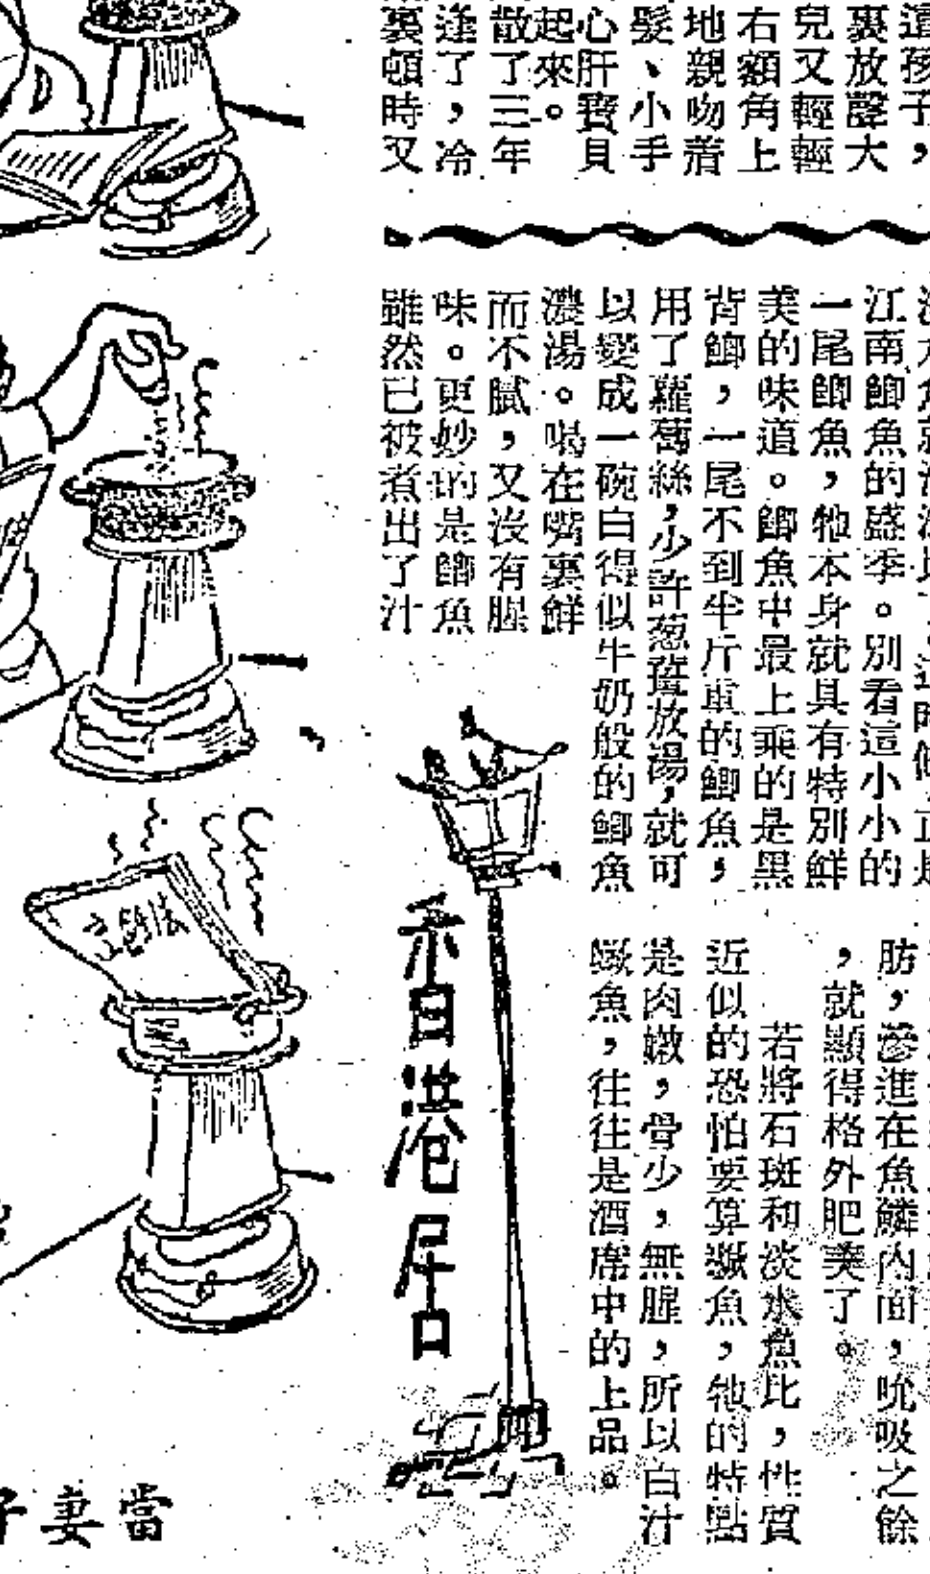 這孩子,
裏放聲大
兒又輕輕
右額角上
地親吻着
髮、小手
心肝寶貝
起來。
散了三年
逢了,冷
裏頓時又
江南鯽魚的盛季。別看這小小的
一尾鯽魚,牠本身就具有特別鮮
美的味道。鯽魚中最上乘的是黑
背鯽,一尾不到半斤重的鯽魚,
用了蘿蔔絲,少許葱薑放湯,就可
以變成一碗白得似牛奶般的鯽魚
濃湯。喝在嘴裏鮮
而不膩,又沒有腥
味。更妙的是鯽魚
雖然已被煮出了汁
肪,滲進在魚鱗內面,吮吸之餘
,就顯得格外肥美了。
若將石斑和淡水魚比,性質
近似的恐怕要算鱖魚,牠的特點
是肉嫩,骨少,無腥,所以白汁
鱖魚,往往是酒席中的上品。
香港居
當妻子